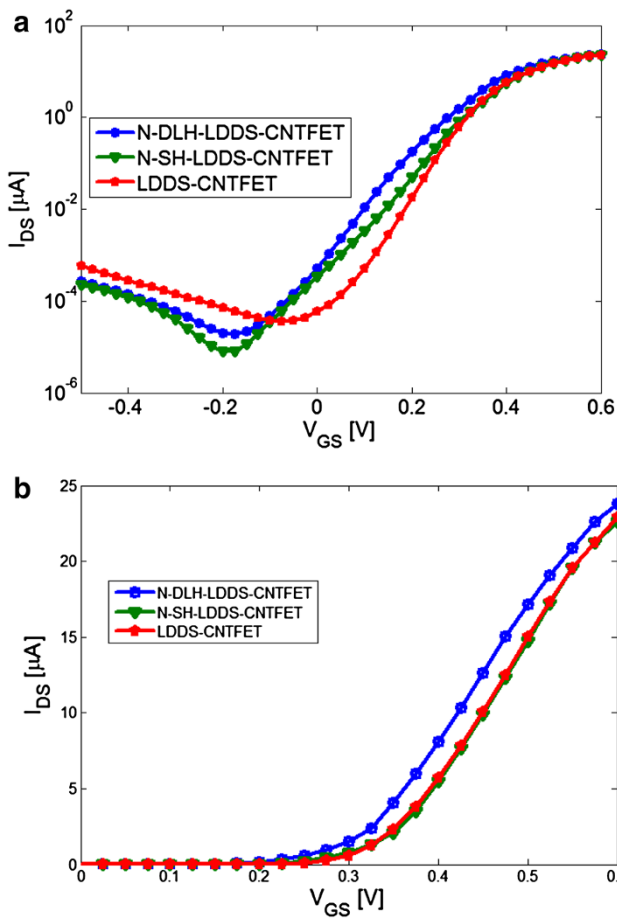 a
10^2
10^0
10^-2
10^-4
10^-6
I_DS [µA]
N-DLH-LDDS-CNTFET
N-SH-LDDS-CNTFET
LDDS-CNTFET
-0.4 -0.2 0 0.2 0.4 0.6
V_GS [V]
b
25
20
15
10
5
0
I_DS [µA]
N-DLH-LDDS-CNTFET
N-SH-LDDS-CNTFET
LDDS-CNTFET
0 0.1 0.2 0.3 0.4 0.5
V_GS [V]